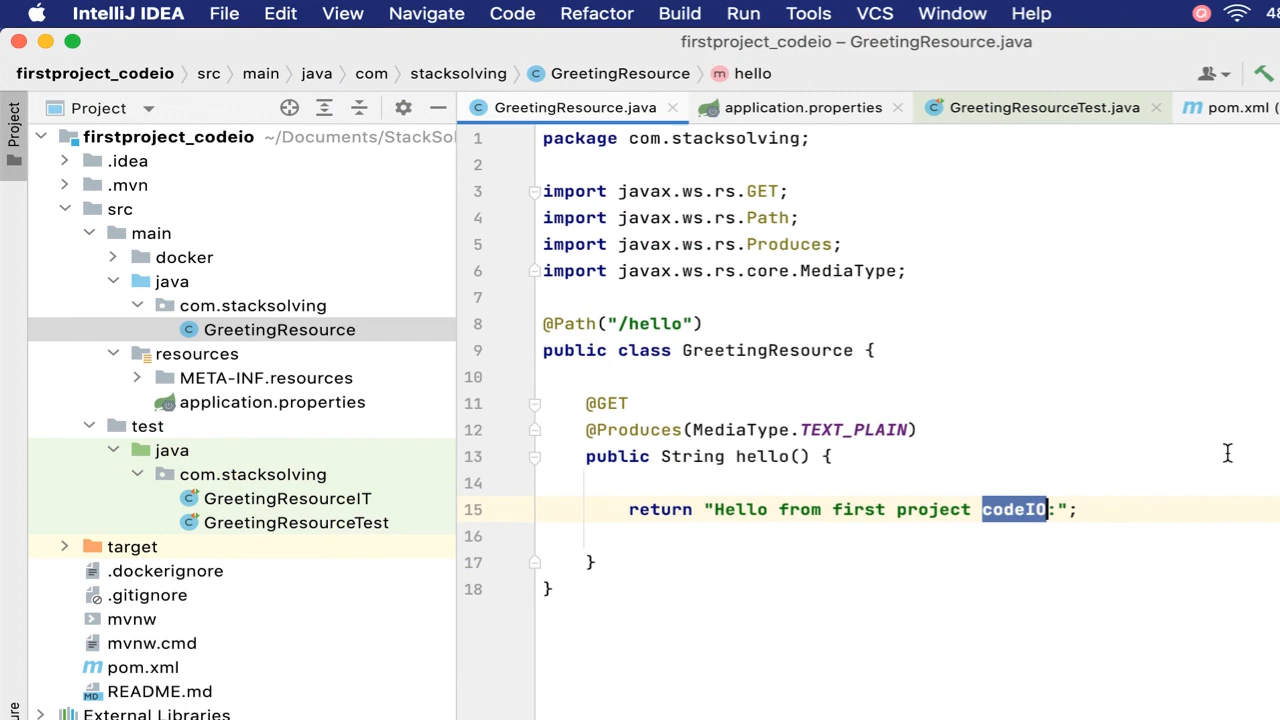 IntelliJ IDEA File Edit View Navigate Code Refactor Build Run Tools VCS Window Help 48
firstproject_codeio – GreetingResource.java
firstproject_codeio › src › main › java › com › stacksolving › GreetingResource › hello
Project
Project
GreetingResource.java application.properties GreetingResourceTest.java pom.xml (
firstproject_codeio ~/Documents/StackSol
.idea
.mvn
src
main
docker
java
com.stacksolving
GreetingResource
resources
META-INF.resources
application.properties
test
java
com.stacksolving
GreetingResourceIT
GreetingResourceTest
target
.dockerignore
.gitignore
mvnw
mvnw.cmd
pom.xml
README.md
External Libraries
1 package com.stacksolving;
2
3 import javax.ws.rs.GET;
4 import javax.ws.rs.Path;
5 import javax.ws.rs.Produces;
6 import javax.ws.rs.core.MediaType;
7
8 @Path("/hello")
9 public class GreetingResource {
10
11 @GET
12 @Produces(MediaType.TEXT_PLAIN)
13 public String hello() {
14
15 return "Hello from first project codeIO:";
16
17 }
18 }